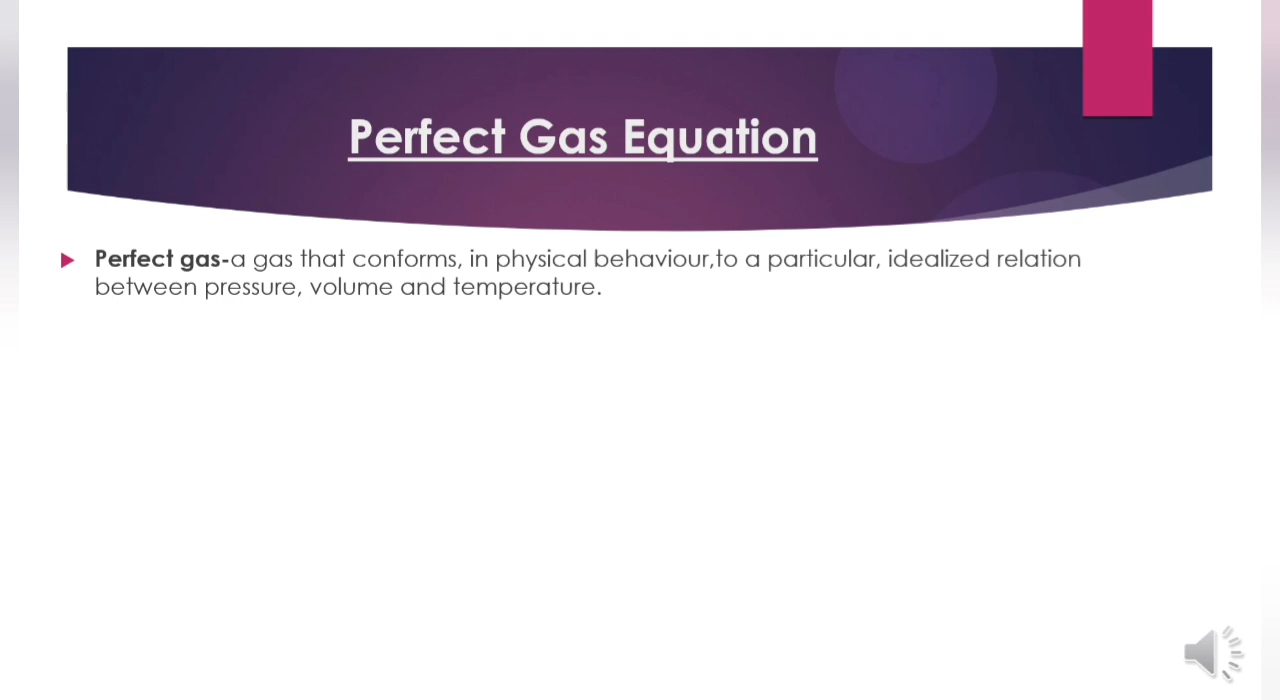 Perfect Gas Equation
Perfect gas-a gas that conforms, in physical behaviour,to a particular, idealized relation
between pressure, volume and temperature.